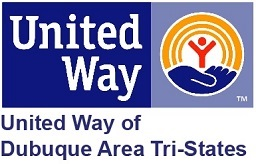 United
Way
TM
United Way of
Dubuque Area Tri-States